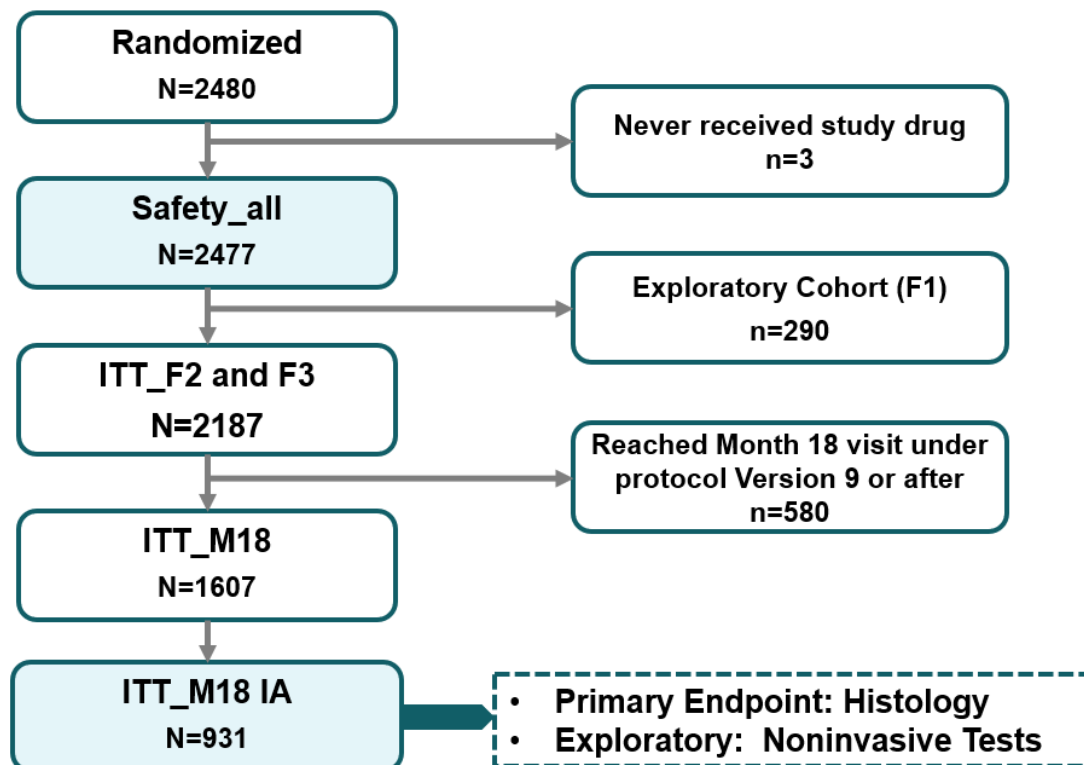 Randomized
N=2480
Never received study drug
n=3
Safety_all
N=2477
Exploratory Cohort (F1)
n=290
ITT_F2 and F3
N=2187
Reached Month 18 visit under
protocol Version 9 or after
n=580
ITT_M18
N=1607
ITT_M18 IA
N=931
• Primary Endpoint: Histology
• Exploratory: Noninvasive Tests